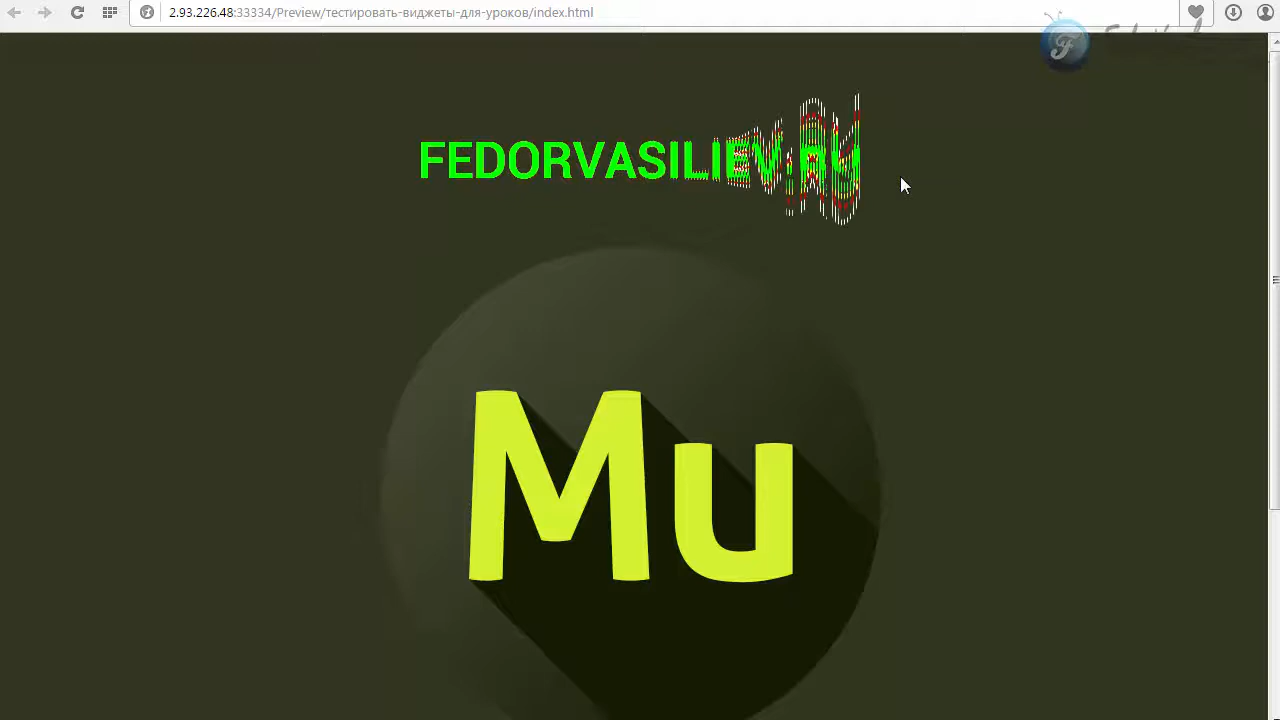 2.93.226.48:33334/Preview/тестировать-виджеты-для-уроков/index.html
FEDORVASILIEV.RU
Mu